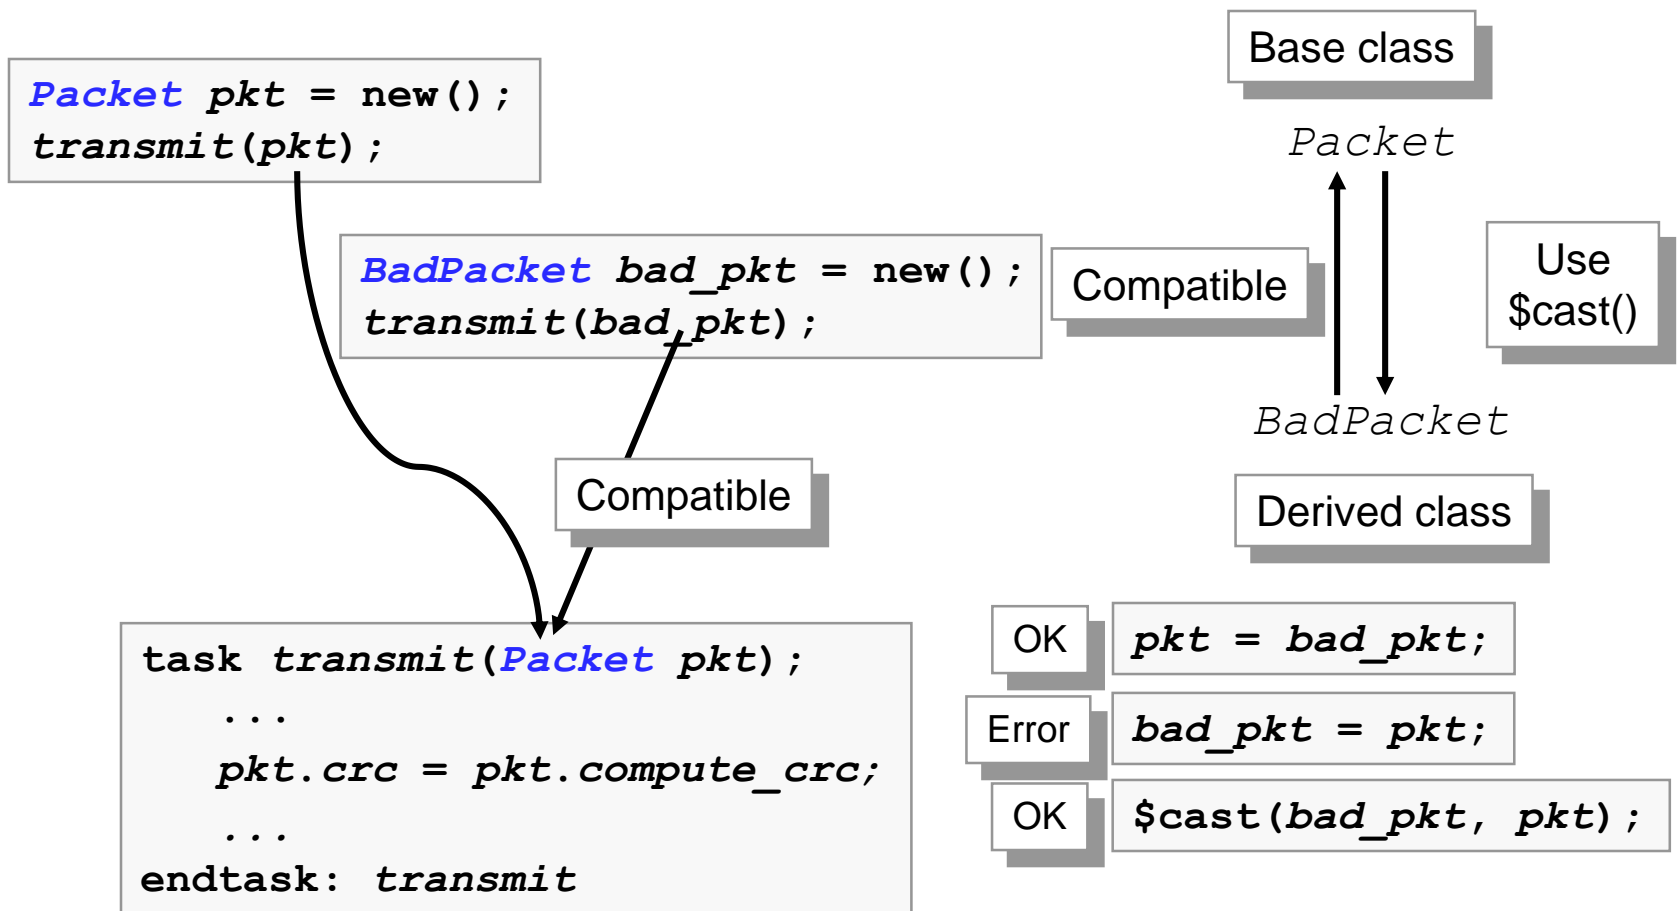 Packet pkt = new();
transmit(pkt);
BadPacket bad_pkt = new();
transmit(bad_pkt);
Compatible
task transmit(Packet pkt);
...
pkt.crc = pkt.compute_crc;
...
endtask: transmit
Base class
Packet
Compatible
Use
$cast()
BadPacket
Derived class
OK
pkt = bad_pkt;
Error
bad_pkt = pkt;
OK
$cast(bad_pkt, pkt);